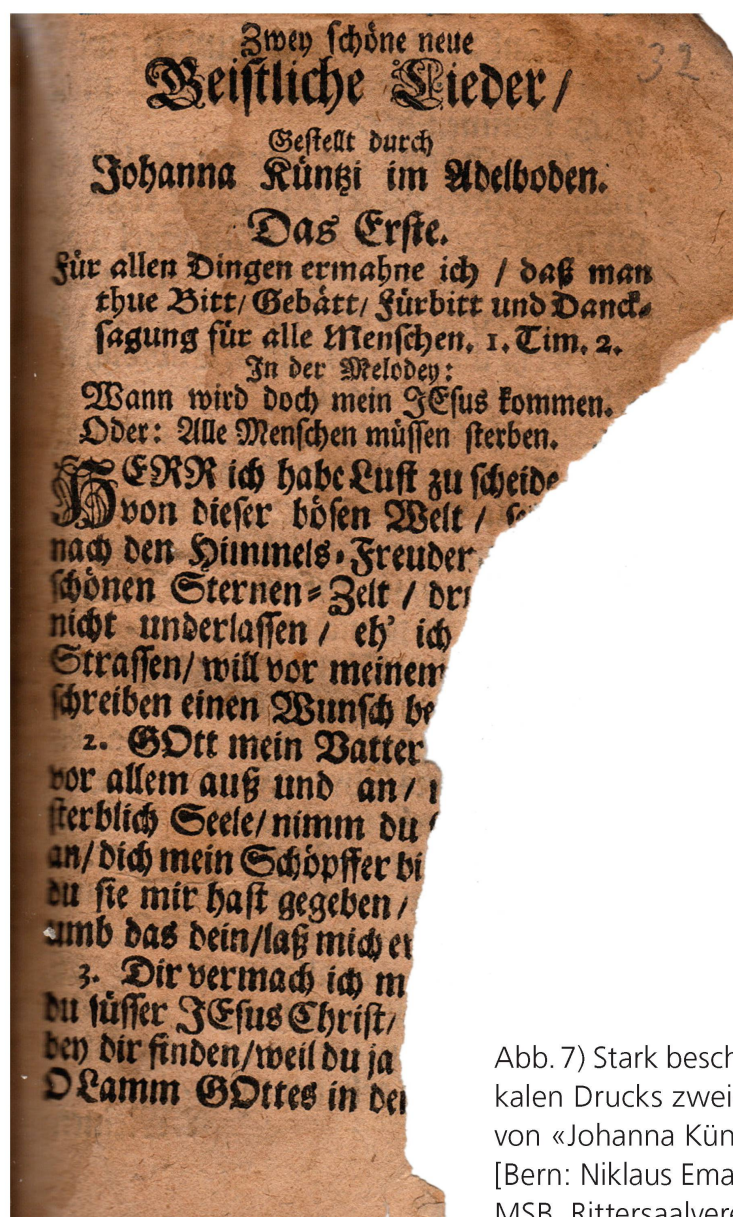 32
Zwey schöne neue
Geistliche Lieder /
Gestellt durch
Johanna Küntzi im Adelboden.
Das Erste.
Für allen Dingen ermahne ich / daß man
thue Bitt / Gebätt / Fürbitt und Danck-
sagung für alle Menschen. 1. Tim. 2.
In der Melodey:
Wann wird doch mein JEsus kommen.
Oder: Alle Menschen müssen sterben.
HERR ich habe Lust zu scheide
von dieser bösen Welt /
nach den Himmels-Freuden
schönen Sternen-Zelt /
nicht underlassen / eh' ich
Strassen / will vor meinem
schreiben einen Wunsch be
2. GOtt mein Vatter
vor allem auß und an /
sterblich Seele / nimm du
an / dich mein Schöpffer bi
du sie mir hast gegeben /
umb das dein / laß mich
3. Dir vermach ich m
du süsser JEsus Christ /
bey dir finden / weil du ja
O Lamm GOttes in
Abb. 7) Stark besch
kalen Drucks zwei
von «Johanna Kün
[Bern: Niklaus Ema
MSB, Rittersaalvere